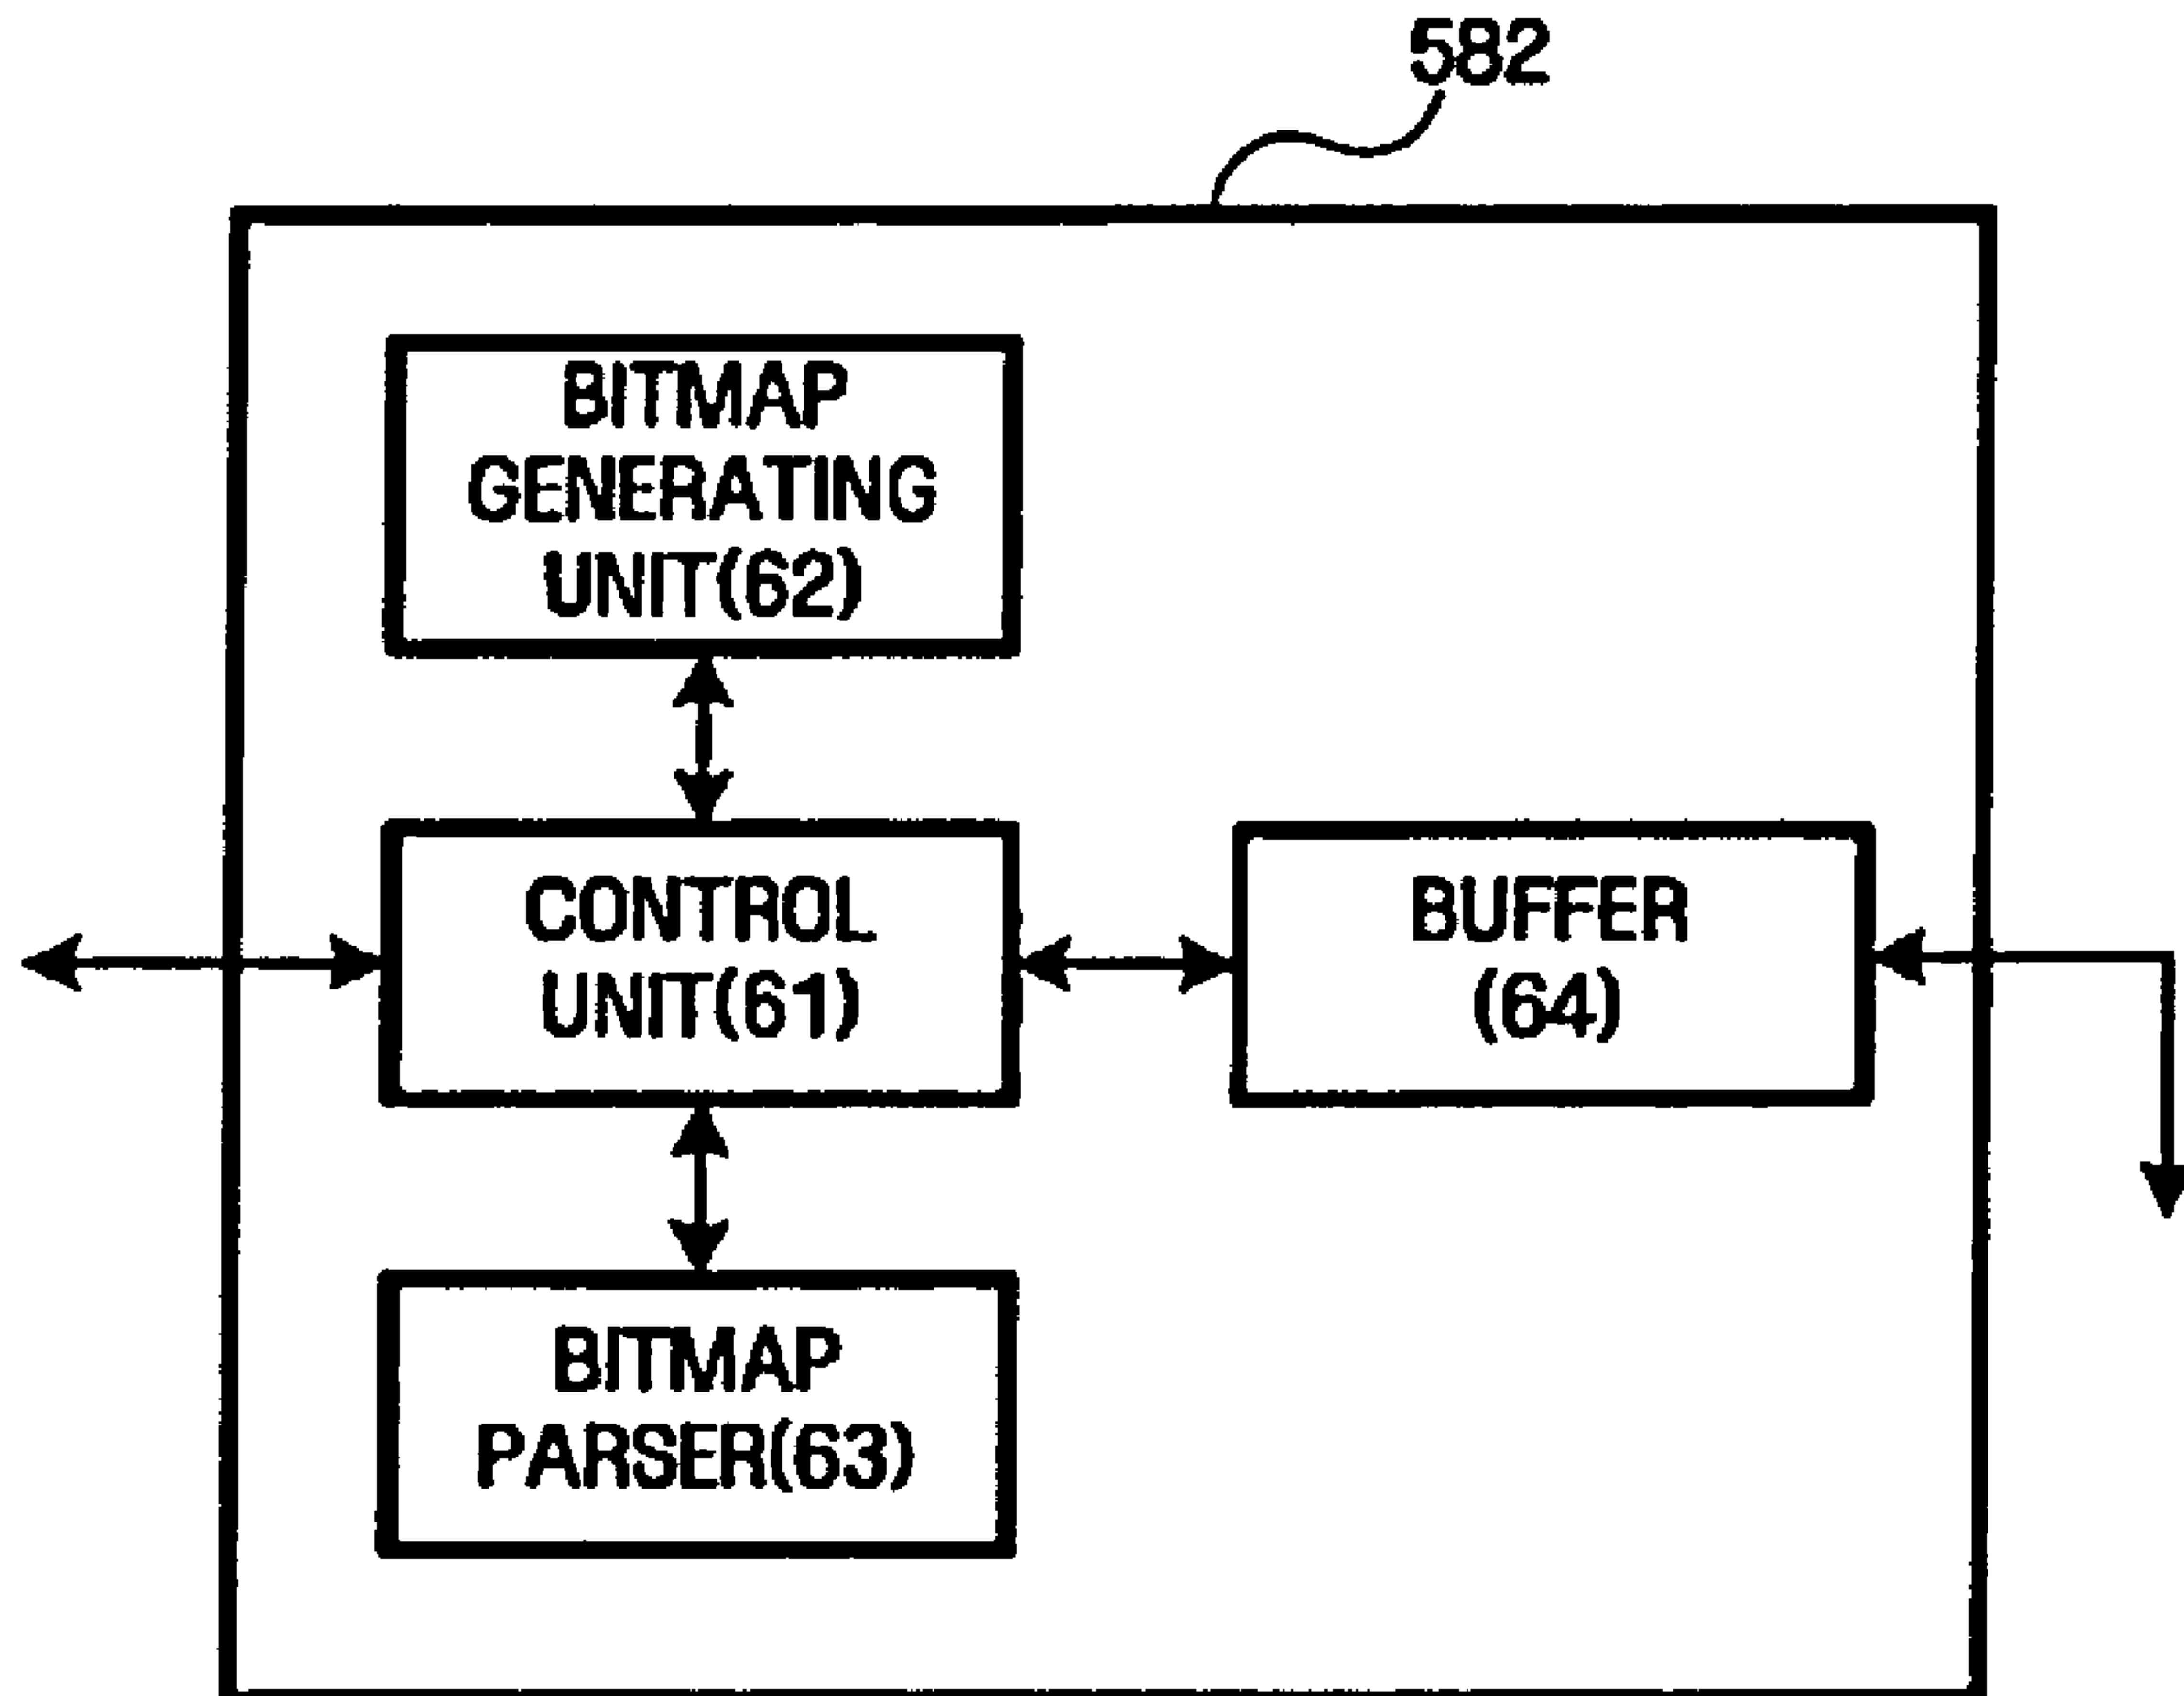 582
BITMAP
GENERATING
UNIT(62)
CONTROL
UNIT(61)
BUFFER
(64)
BITMAP
PARSER(63)